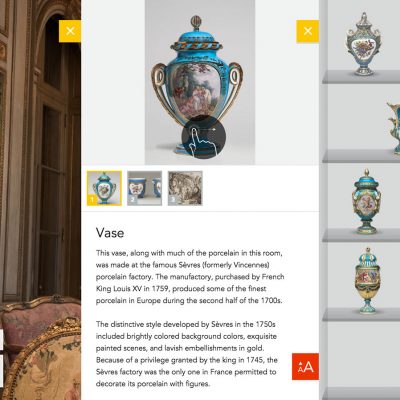 1
2
3
Vase
This vase, along with much of the porcelain in this room,
was made at the famous Sèvres (formerly Vincennes)
porcelain factory. The manufactory, purchased by French
King Louis XV in 1759, produced some of the finest
porcelain in Europe during the second half of the 1700s.
The distinctive style developed by Sèvres in the 1750s
included brightly colored background colors, exquisite
painted scenes, and lavish embellishments in gold.
Because of a privilege granted by the king in 1745, the
Sèvres factory was the only one in France permitted to
decorate its porcelain with figures.
AA